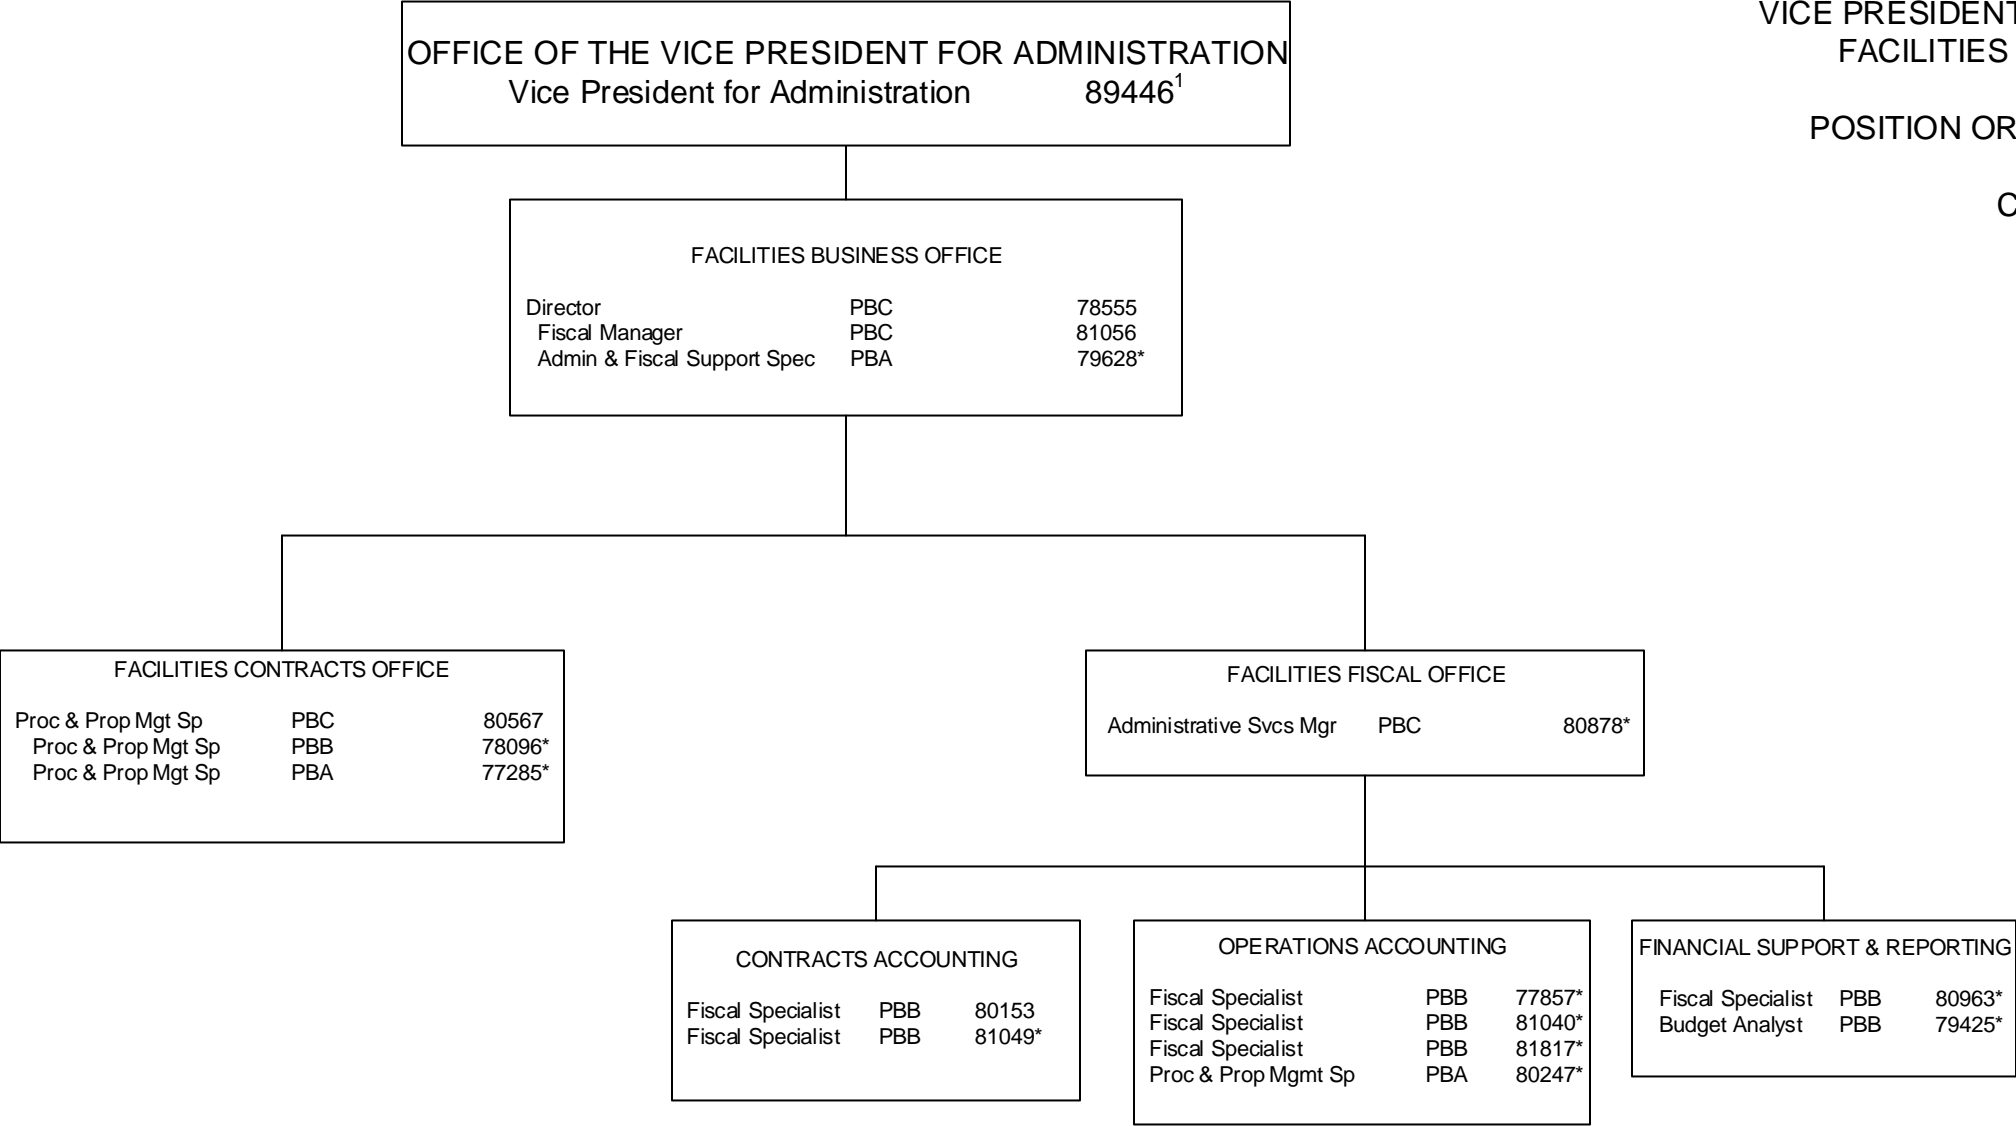 VICE PRESIDENT
FACILITIES
POSITION OR
OFFICE OF THE VICE PRESIDENT FOR ADMINISTRATION
Vice President for Administration 89446¹
FACILITIES BUSINESS OFFICE
Director PBC 78555
Fiscal Manager PBC 81056
Admin & Fiscal Support Spec PBA 79628*
FACILITIES CONTRACTS OFFICE
Proc & Prop Mgt Sp PBC 80567
Proc & Prop Mgt Sp PBB 78096*
Proc & Prop Mgt Sp PBA 77285*
FACILITIES FISCAL OFFICE
Administrative Svcs Mgr PBC 80878*
CONTRACTS ACCOUNTING
Fiscal Specialist PBB 80153
Fiscal Specialist PBB 81049*
OPERATIONS ACCOUNTING
Fiscal Specialist PBB 77857*
Fiscal Specialist PBB 81040*
Fiscal Specialist PBB 81817*
Proc & Prop Mgmt Sp PBA 80247*
FINANCIAL SUPPORT & REPORTING
Fiscal Specialist PBB 80963*
Budget Analyst PBB 79425*